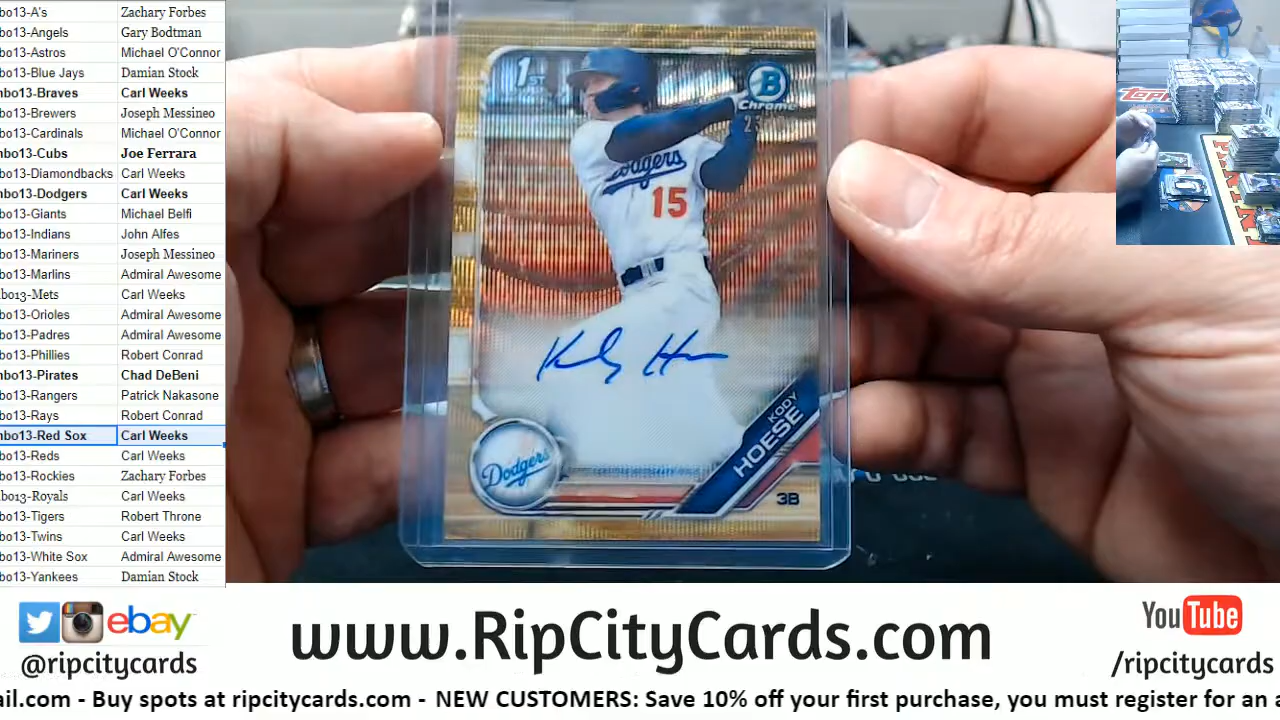 bo13-A's Zachary Forbes
bo13-Angels Gary Bodtman
bo13-Astros Michael O'Connor
bo13-Blue Jays Damian Stock
nbo13-Braves Carl Weeks
bo13-Brewers Joseph Messineo
bo13-Cardinals Michael O'Connor
nbo13-Cubs Joe Ferrara
bo13-Diamondbacks Carl Weeks
nbo13-Dodgers Carl Weeks
bo13-Giants Michael Belfi
bo13-Indians John Alfes
bo13-Mariners Joseph Messineo
bo13-Marlins Admiral Awesome
bo13-Mets Carl Weeks
bo13-Orioles Admiral Awesome
bo13-Padres Admiral Awesome
bo13-Phillies Robert Conrad
nbo13-Pirates Chad DeBeni
bo13-Rangers Patrick Nakasone
bo13-Rays Robert Conrad
nbo13-Red Sox Carl Weeks
bo13-Reds Carl Weeks
bo13-Rockies Zachary Forbes
bo13-Royals Carl Weeks
bo13-Tigers Robert Throne
bo13-Twins Carl Weeks
bo13-White Sox Admiral Awesome
bo13-Yankees Damian Stock
1st
B
Chrome
Dodgers
15
Dodgers
KODY
HOESE
3B
TOPPS
PANINI
ebay
@ripcitycards
www.RipCityCards.com
YouTube
/ripcitycards
ail.com - Buy spots at ripcitycards.com - NEW CUSTOMERS: Save 10% off your first purchase, you must register for an a